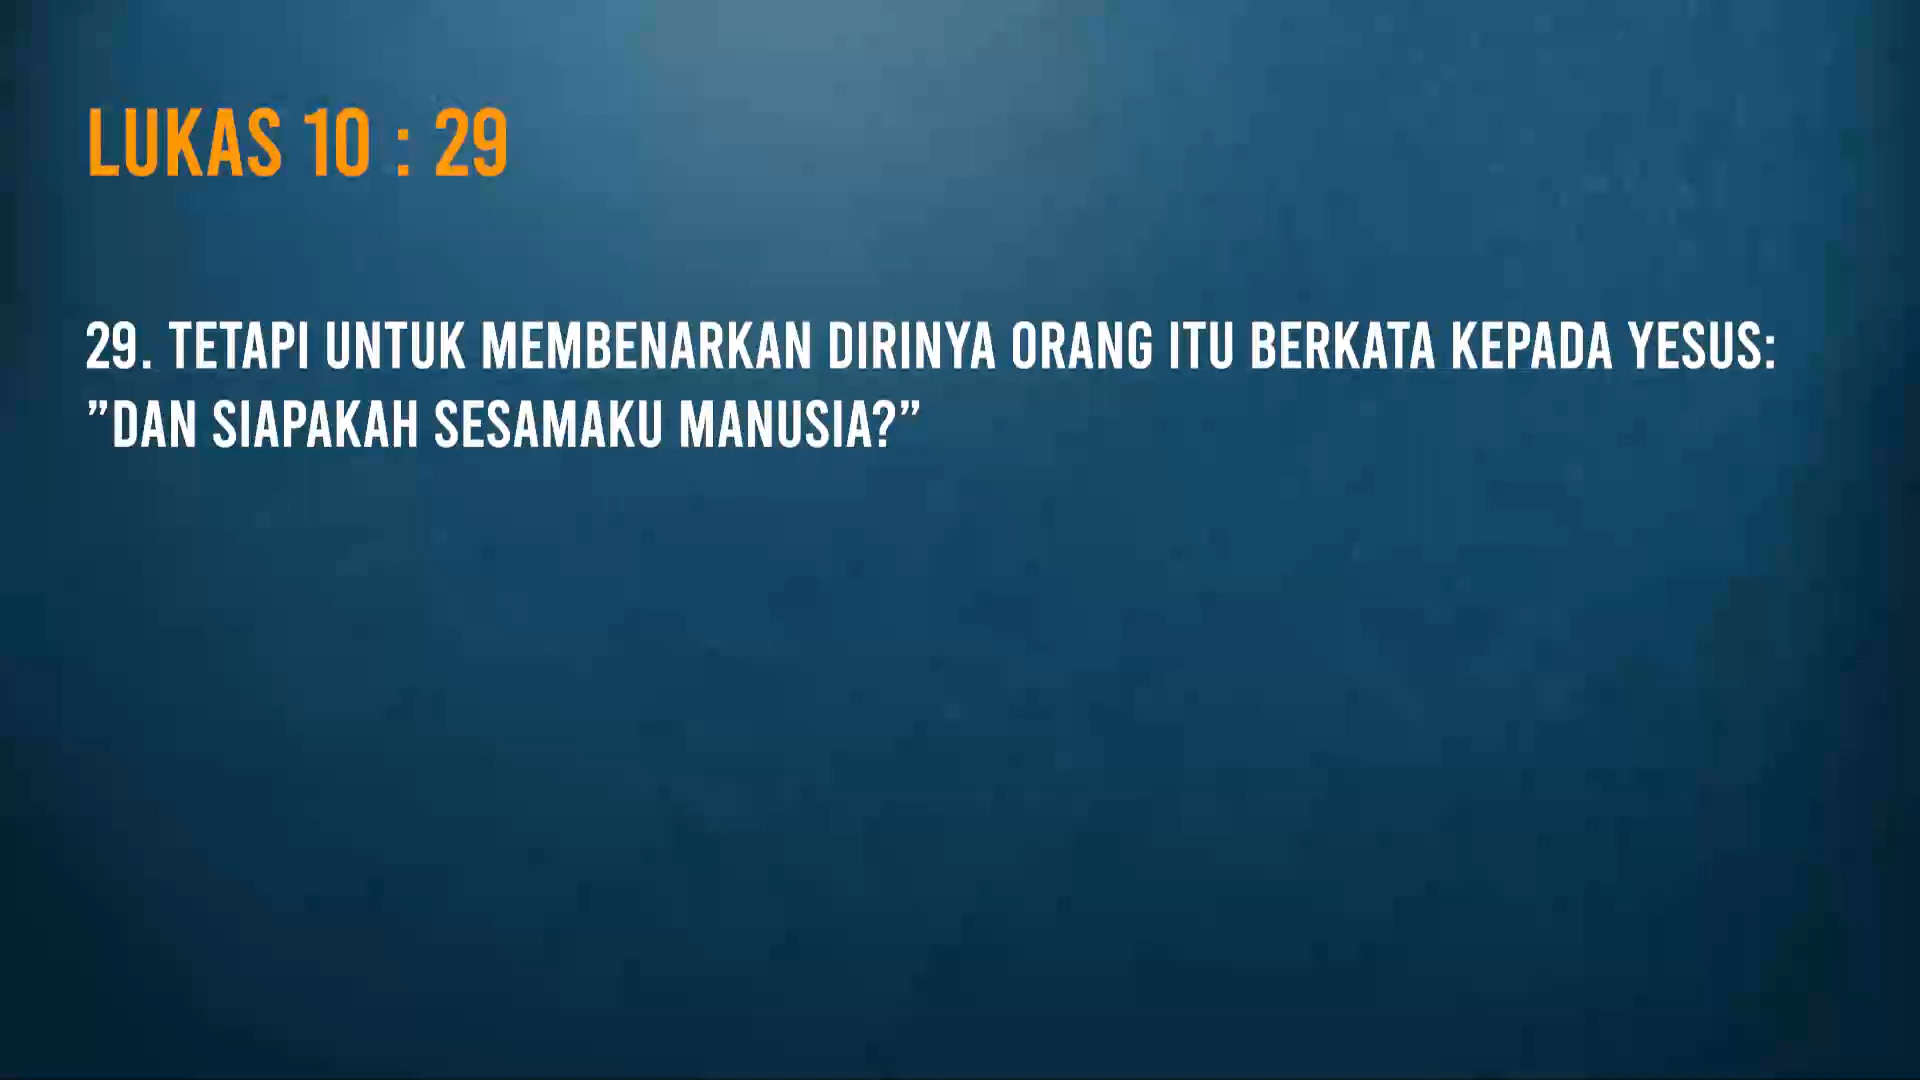 LUKAS 10 : 29
29. TETAPI UNTUK MEMBENARKAN DIRINYA ORANG ITU BERKATA KEPADA YESUS:
”DAN SIAPAKAH SESAMAKU MANUSIA?”